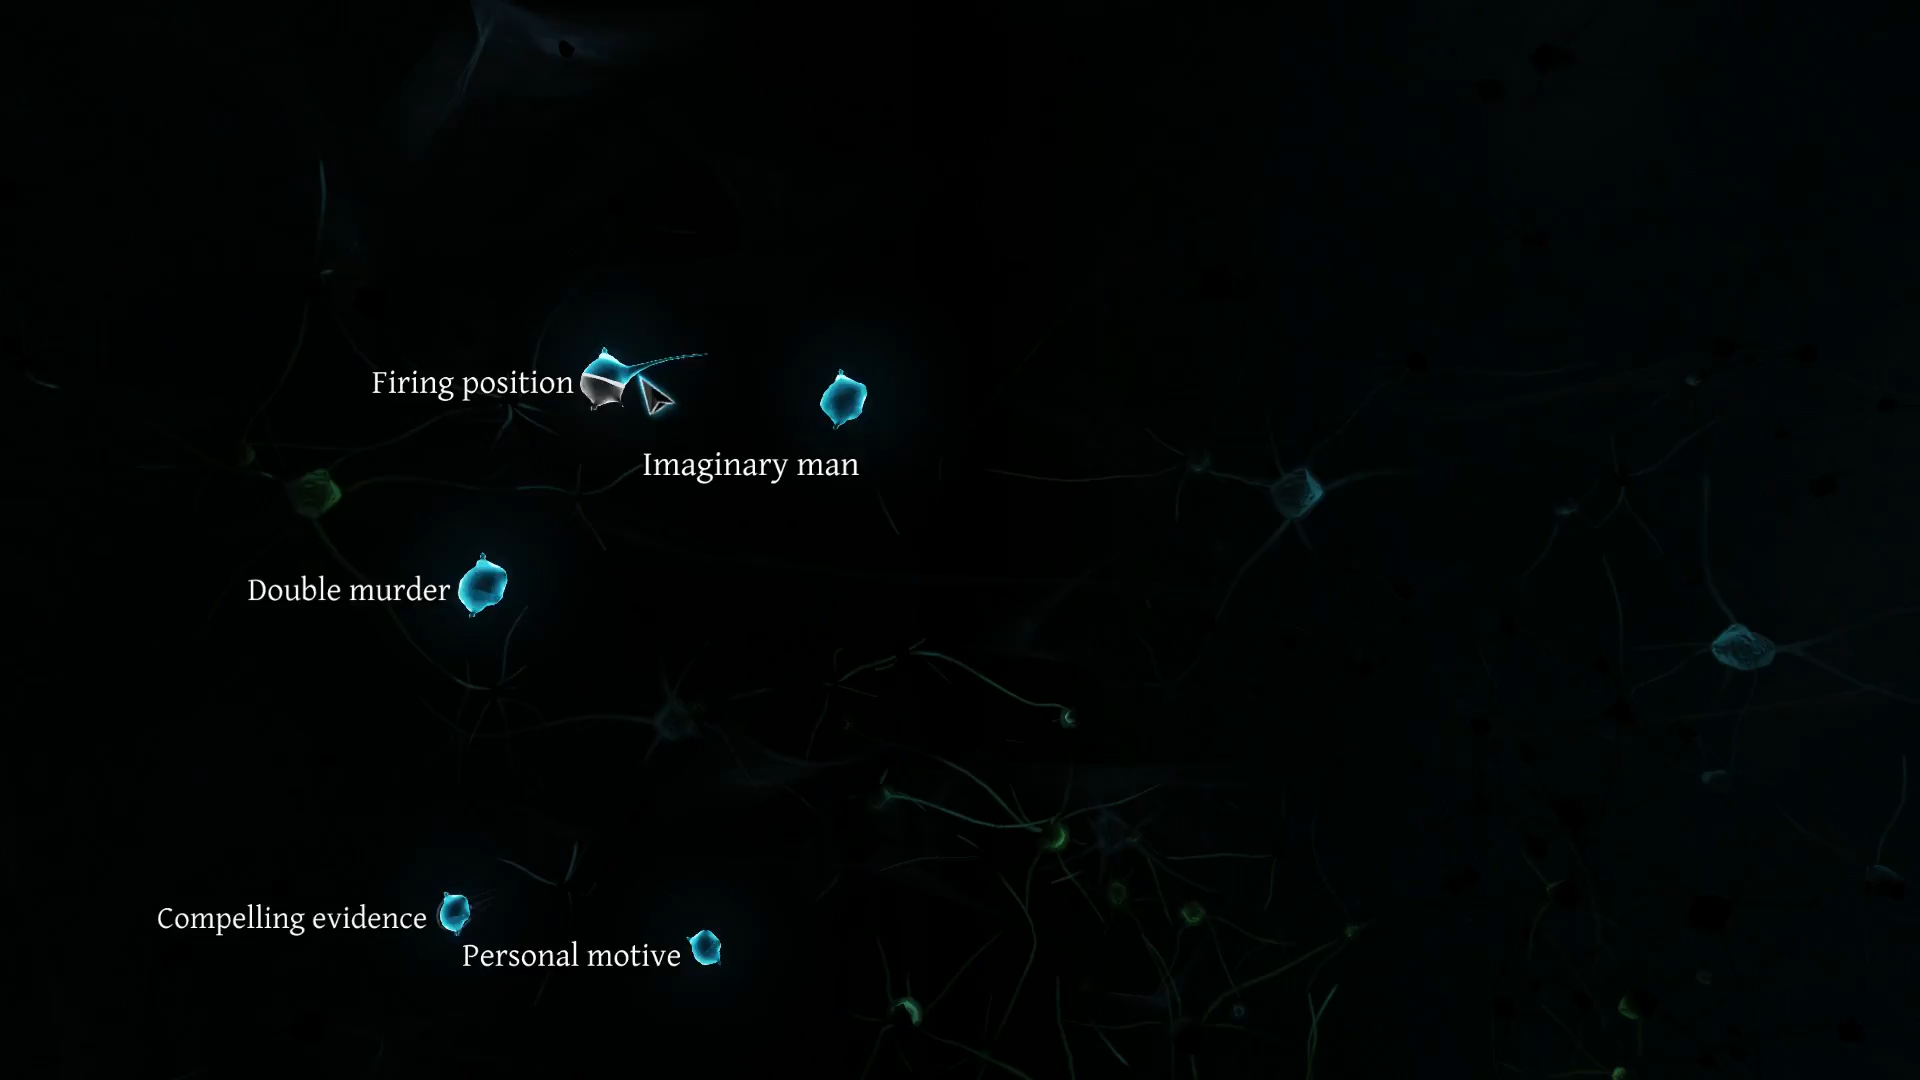 Firing position
Imaginary man
Double murder
Compelling evidence
Personal motive